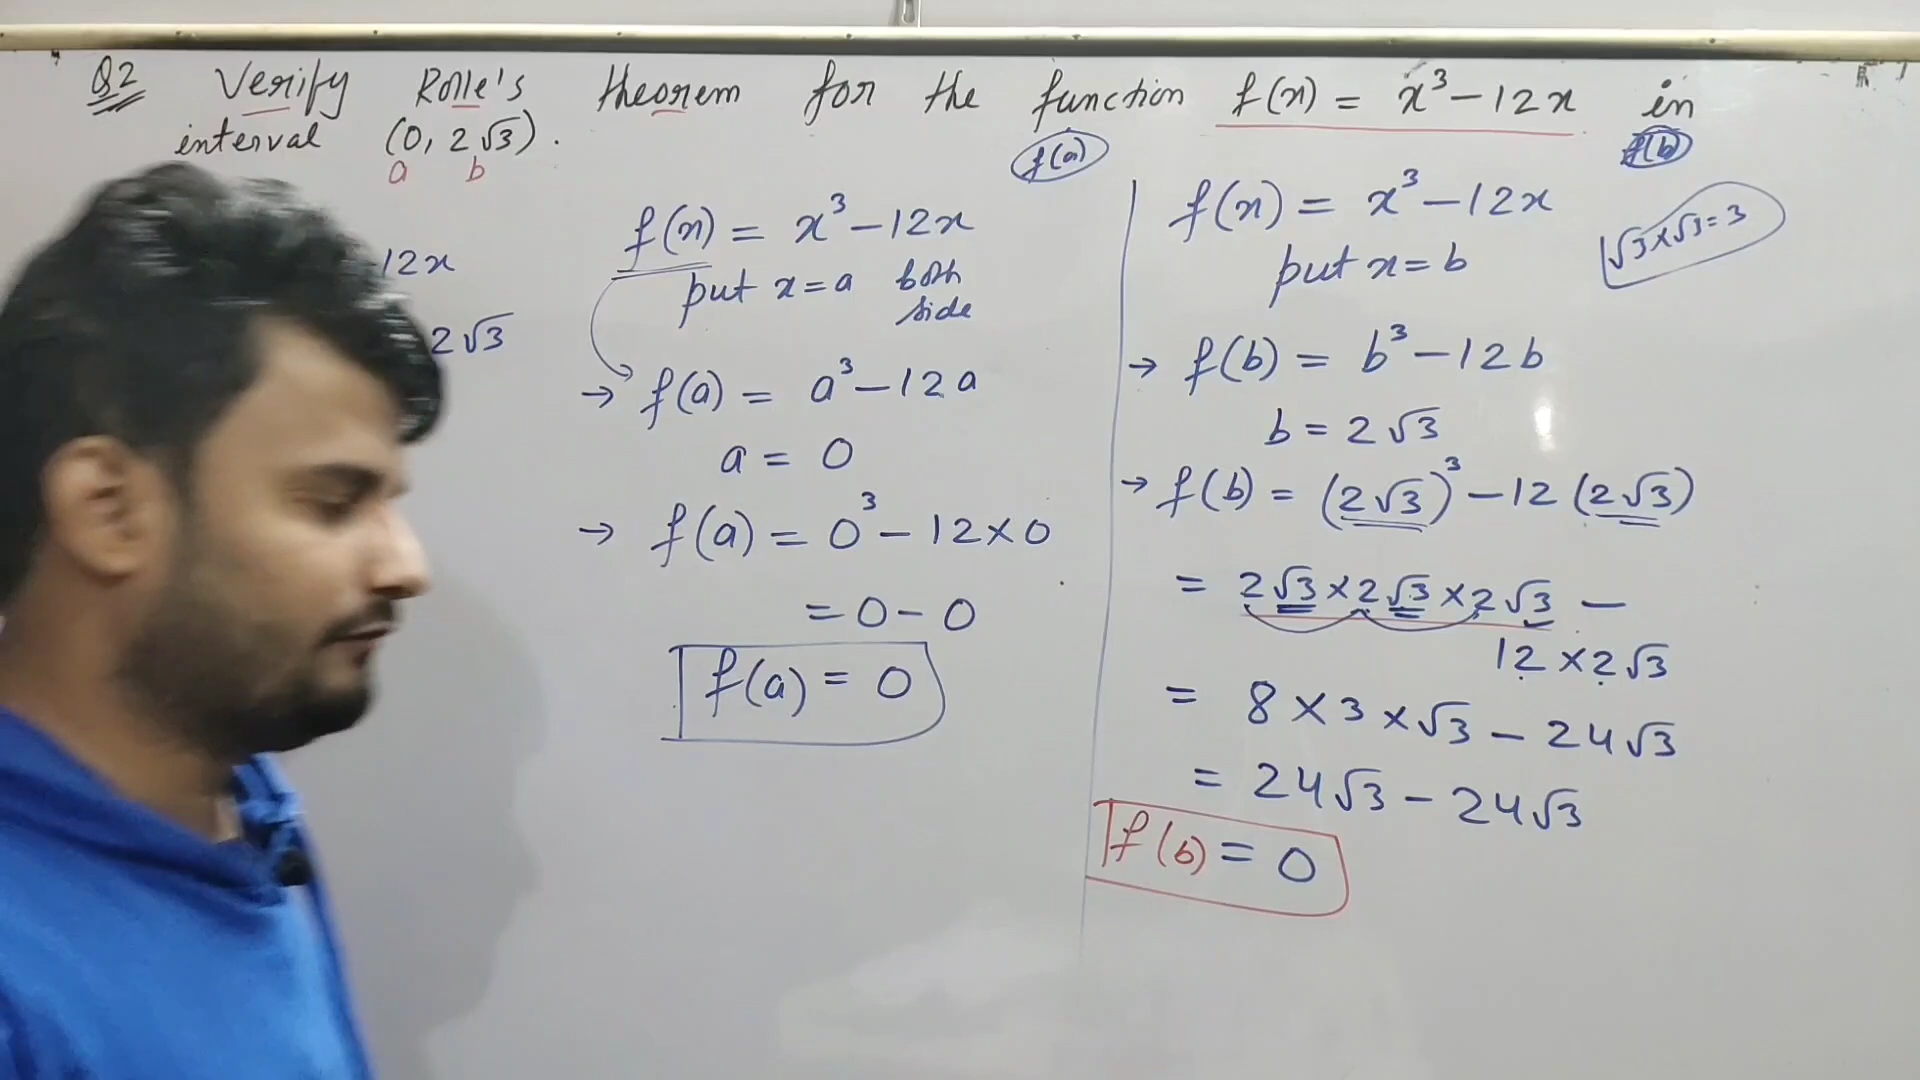 Q2 Verify Rolle's theorem for the function f(x) = x³ – 12x in
interval (0, 2√3).
a b
12x
2√3
f(a)
f(x) = x³ – 12x
put x = a both
side
→ f(a) = a³ – 12a
a = 0
→ f(a) = 0³ – 12 × 0
= 0 – 0
f(a) = 0
f(b)
f(x) = x³ – 12x
√3 × √3 = 3
put x = b
→ f(b) = b³ – 12b
b = 2√3
→ f(b) = (2√3)³ – 12 (2√3)
= 2√3 × 2√3 × 2√3 –
12 × 2√3
= 8 × 3 × √3 – 24√3
= 24√3 – 24√3
f(b) = 0